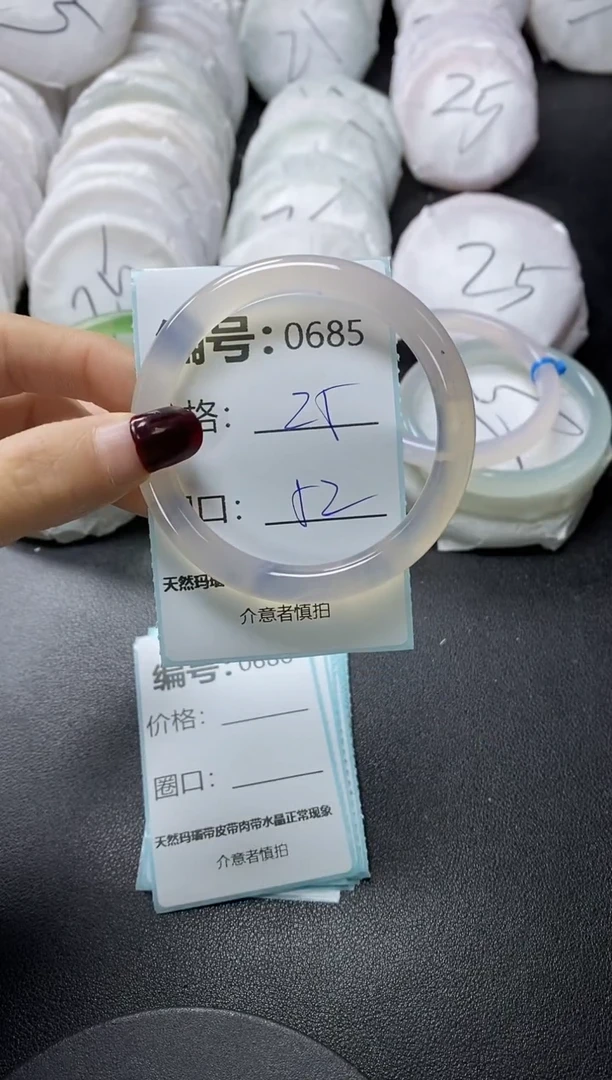 25
25
25
编号：0685
格： 25
口： 52
天然玛瑙
介意者慎拍
编号：0686
价格：
圈口：
天然玛瑙带皮带肉带水晶正常现象
介意者慎拍